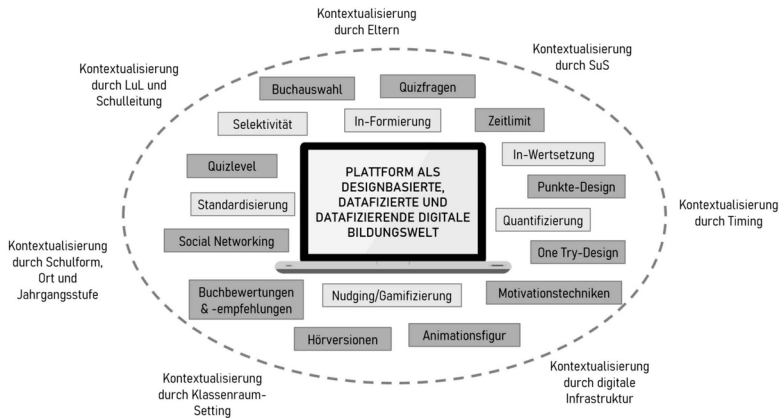 Kontextualisierung
durch Eltern
Kontextualisierung
durch SuS
Kontextualisierung
durch LuL und
Schulleitung
Buchauswahl
Quizfragen
Selektivität
In-Formierung
Zeitlimit
In-Wertsetzung
Quizlevel
PLATTFORM ALS
DESIGNBASIERTE,
DATAFIZIERTE UND
DATAFIZIERENDE DIGITALE
BILDUNGSWELT
Punkte-Design
Standardisierung
Quantifizierung
Kontextualisierung
durch Timing
Social Networking
One Try-Design
Kontextualisierung
durch Schulform,
Ort und
Jahrgangsstufe
Buchbewertungen
& -empfehlungen
Nudging/Gamifizierung
Motivationstechniken
Hörversionen
Animationsfigur
Kontextualisierung
durch Klassenraum-
Setting
Kontextualisierung
durch digitale
Infrastruktur